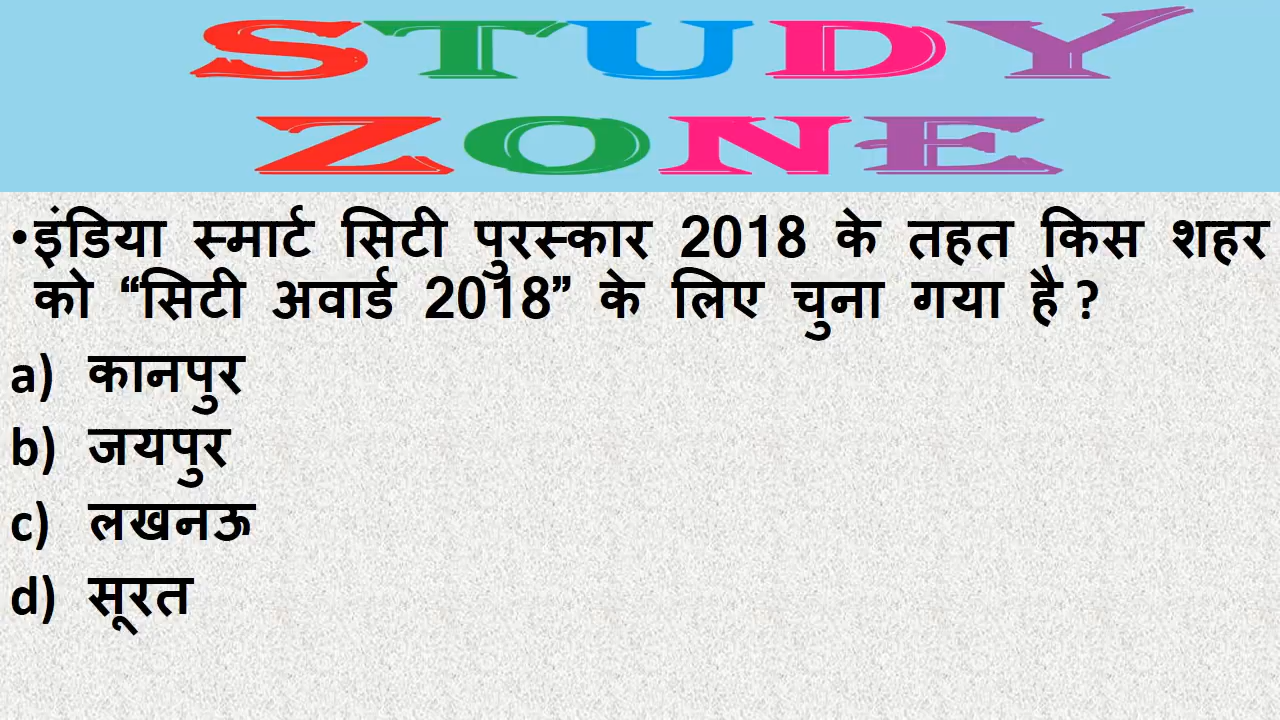 STUDY
ZONE
•इंडिया स्मार्ट सिटी पुरस्कार 2018 के तहत किस शहर
को “सिटी अवार्ड 2018” के लिए चुना गया है ?
a) कानपुर
b) जयपुर
c) लखनऊ
d) सूरत